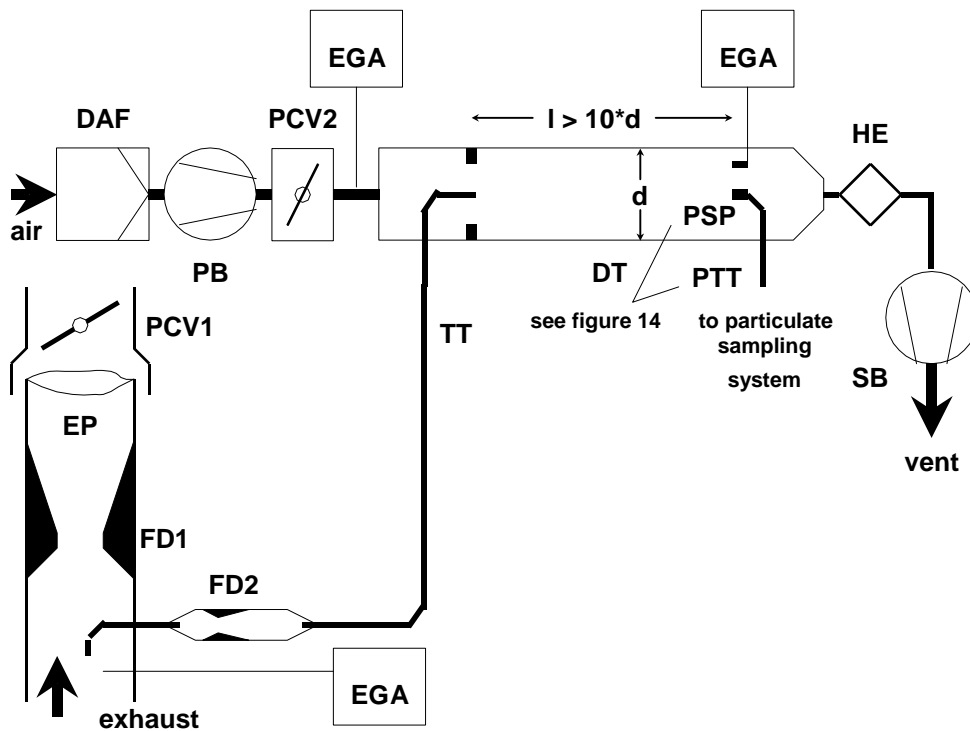 EGA
EGA
DAF
PCV2
l > 10*d
HE
air
d
PSP
PB
DT
PTT
PCV1
TT
see figure 14
to particulate
sampling
system
SB
EP
vent
FD1
FD2
EGA
exhaust